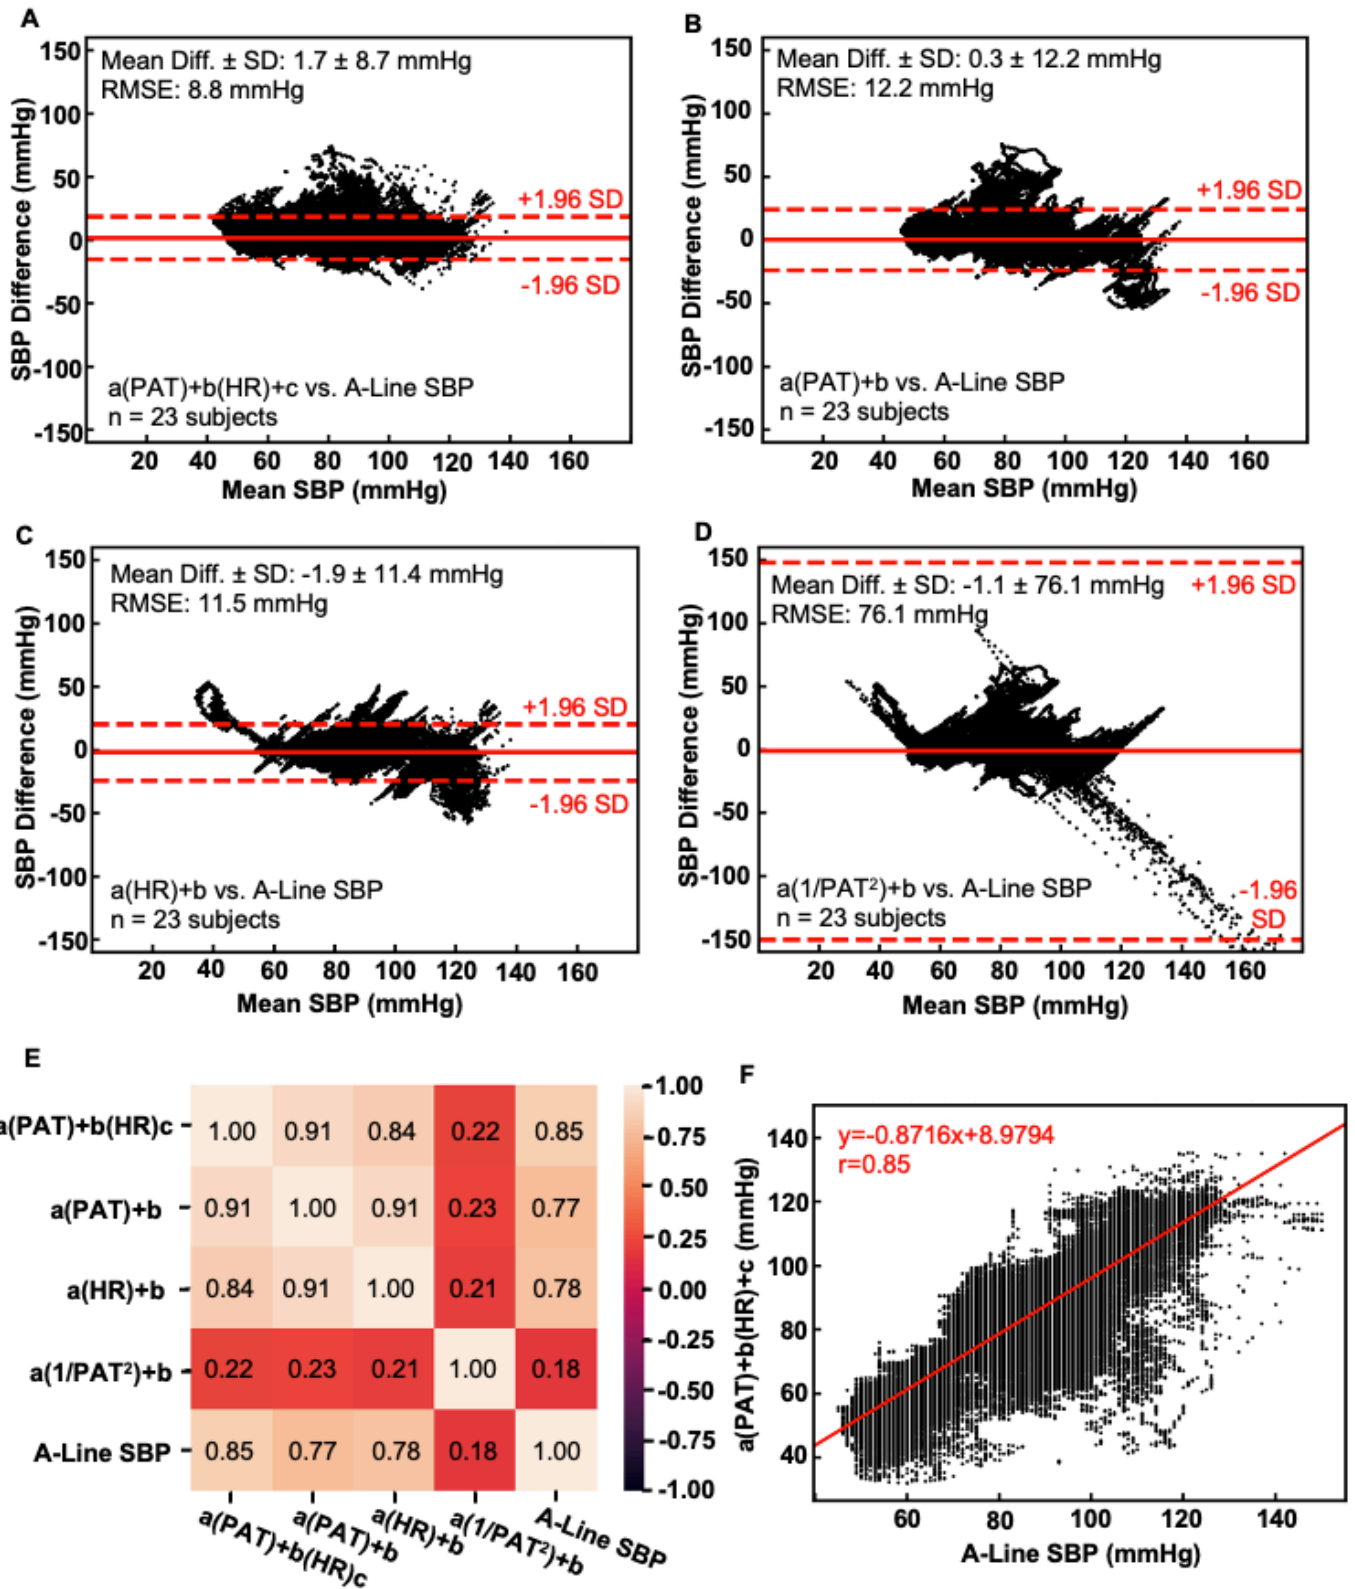 A
150
100
50
0
-50
-100
-150
SBP Difference (mmHg)
Mean Diff. ± SD: 1.7 ± 8.7 mmHg
RMSE: 8.8 mmHg
+1.96 SD
-1.96 SD
a(PAT)+b(HR)+c vs. A-Line SBP
n = 23 subjects
20 40 60 80 100 120 140 160
Mean SBP (mmHg)
B
150
100
50
0
-50
-100
-150
SBP Difference (mmHg)
Mean Diff. ± SD: 0.3 ± 12.2 mmHg
RMSE: 12.2 mmHg
+1.96 SD
-1.96 SD
a(PAT)+b vs. A-Line SBP
n = 23 subjects
20 40 60 80 100 120 140 160
Mean SBP (mmHg)
C
150
100
50
0
-50
-100
-150
SBP Difference (mmHg)
Mean Diff. ± SD: -1.9 ± 11.4 mmHg
RMSE: 11.5 mmHg
+1.96 SD
-1.96 SD
a(HR)+b vs. A-Line SBP
n = 23 subjects
20 40 60 80 100 120 140 160
Mean SBP (mmHg)
D
150
100
50
0
-50
-100
-150
SBP Difference (mmHg)
Mean Diff. ± SD: -1.1 ± 76.1 mmHg
RMSE: 76.1 mmHg
+1.96 SD
-1.96
SD
a(1/PAT²)+b vs. A-Line SBP
n = 23 subjects
20 40 60 80 100 120 140 160
Mean SBP (mmHg)
E
a(PAT)+b(HR)c 1.00 0.91 0.84 0.22 0.85
a(PAT)+b 0.91 1.00 0.91 0.23 0.77
a(HR)+b 0.84 0.91 1.00 0.21 0.78
a(1/PAT²)+b 0.22 0.23 0.21 1.00 0.18
A-Line SBP 0.85 0.77 0.78 0.18 1.00
a(PAT)+b(HR)c
a(PAT)+b
a(HR)+b
a(1/PAT²)+b
A-Line SBP
1.00
0.75
0.50
0.25
0.00
-0.25
-0.50
-0.75
-1.00
F
140
120
100
80
60
40
a(PAT)+b(HR)+c (mmHg)
y=-0.8716x+8.9794
r=0.85
60 80 100 120 140
A-Line SBP (mmHg)